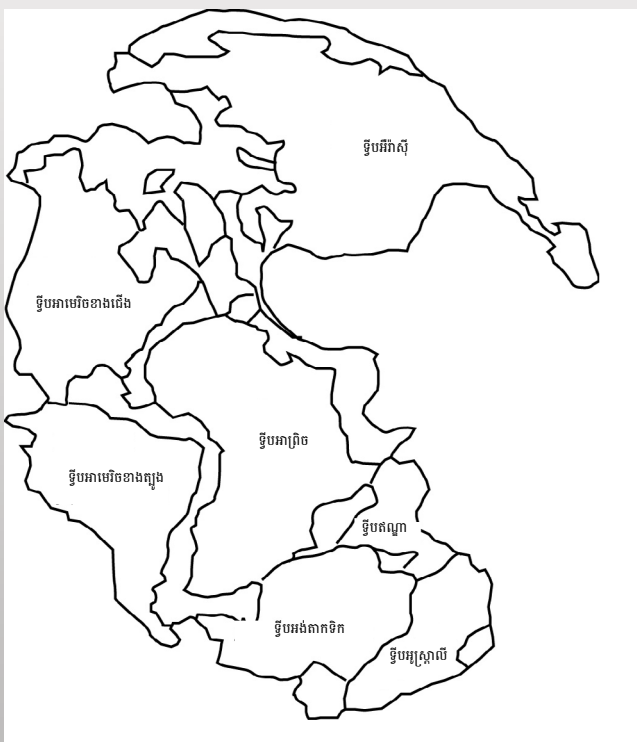 ទ្វីបអឺរ៉ាស៊ី
ទ្វីបអាមេរិចខាងជើង
ទ្វីបអាព្រិច
ទ្វីបអាមេរិចខាងត្បូង
ទ្វីបឥណ្ឌា
ទ្វីបអង់តាកទិក
ទ្វីបអូស្ត្រាលី